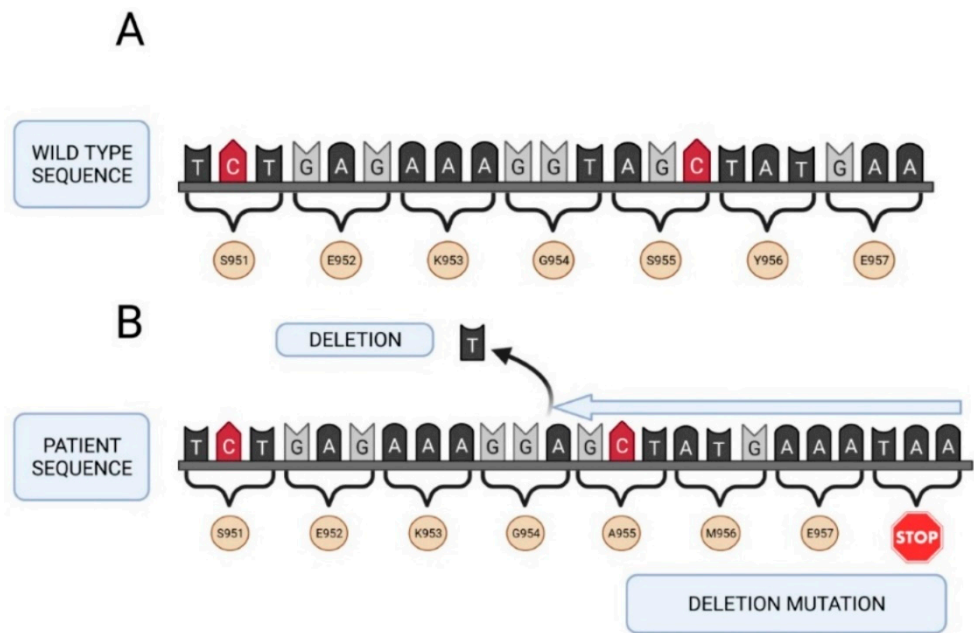 A
WILD TYPE
SEQUENCE
T C T G A G A A A G G T A G C T A T G A A
S951 E952 K953 G954 S955 Y956 E957
B
DELETION
T
PATIENT
SEQUENCE
T C T G A G A A A G G A G C T A T G A A A T A A
S951 E952 K953 G954 A955 M956 E957 STOP
DELETION MUTATION